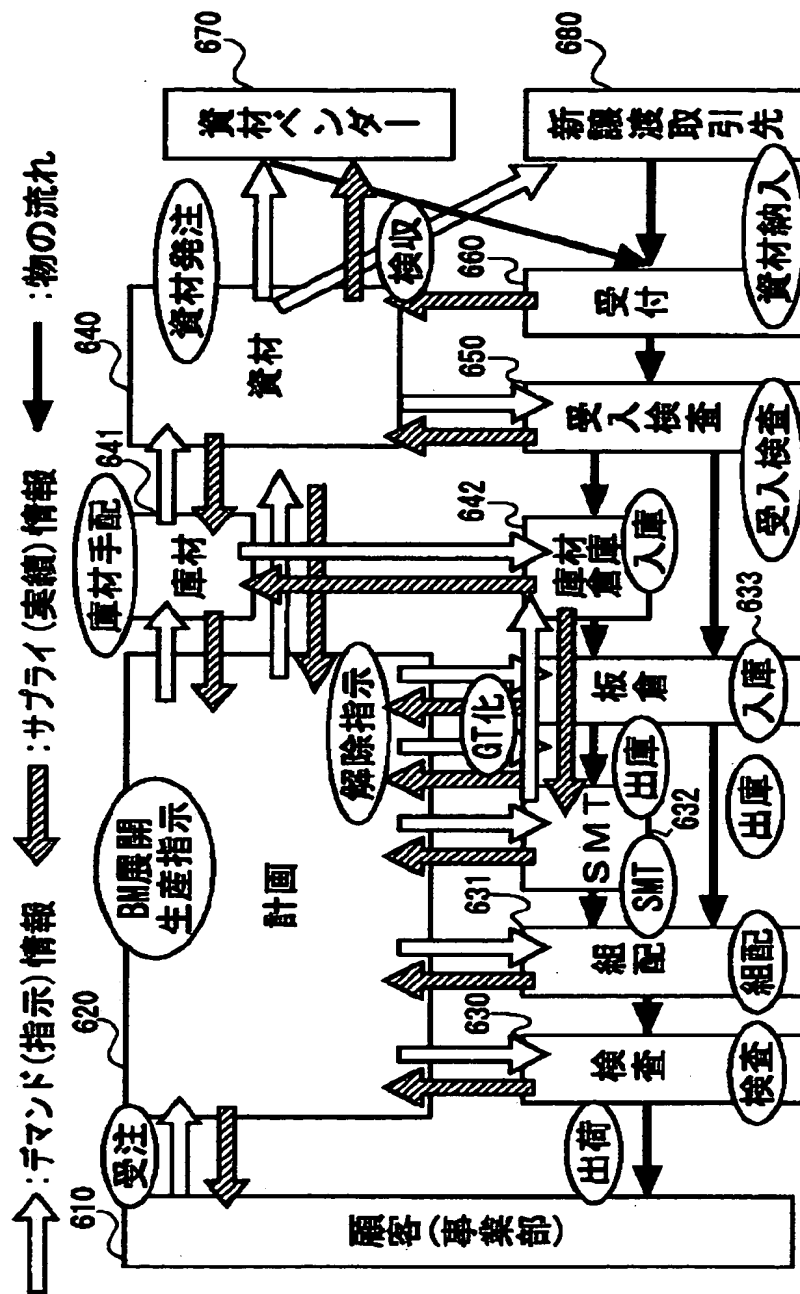 :デマンド(指示)情報
:サプライ(実績)情報
:物の流れ
610
顧客(事業部)
受注
620
BM展開
生産指示
計画
解除指示
GT化
庫材手配
641
庫材
640
資材
資材発注
検収
670
資材ベンダー
680
新譲渡取引先
資材納入
660
受付
650
受入検査
受入検査
642
庫材
倉庫
入庫
633
板倉
入庫
出庫
出庫
SMT
632
SMT
631
組配
組配
630
検査
検査
出荷